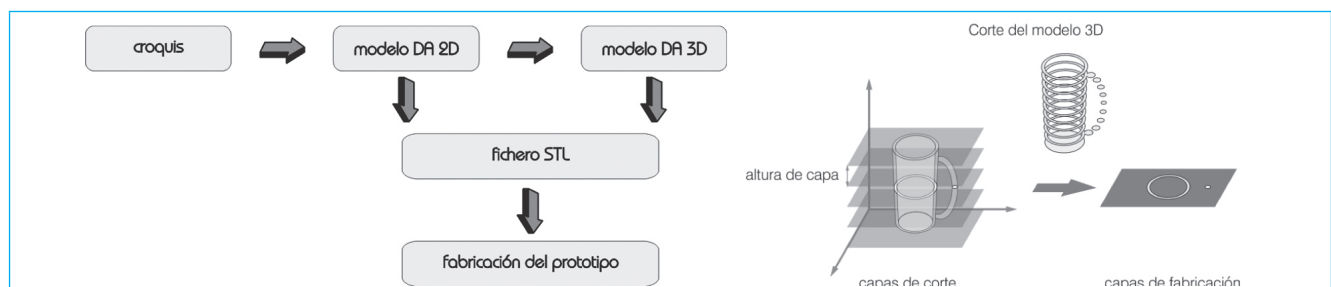 croquis
modelo DA 2D
modelo DA 3D
fichero STL
fabricación del prototipo
Corte del modelo 3D
altura de capa
capas de corte
capas de fabricación